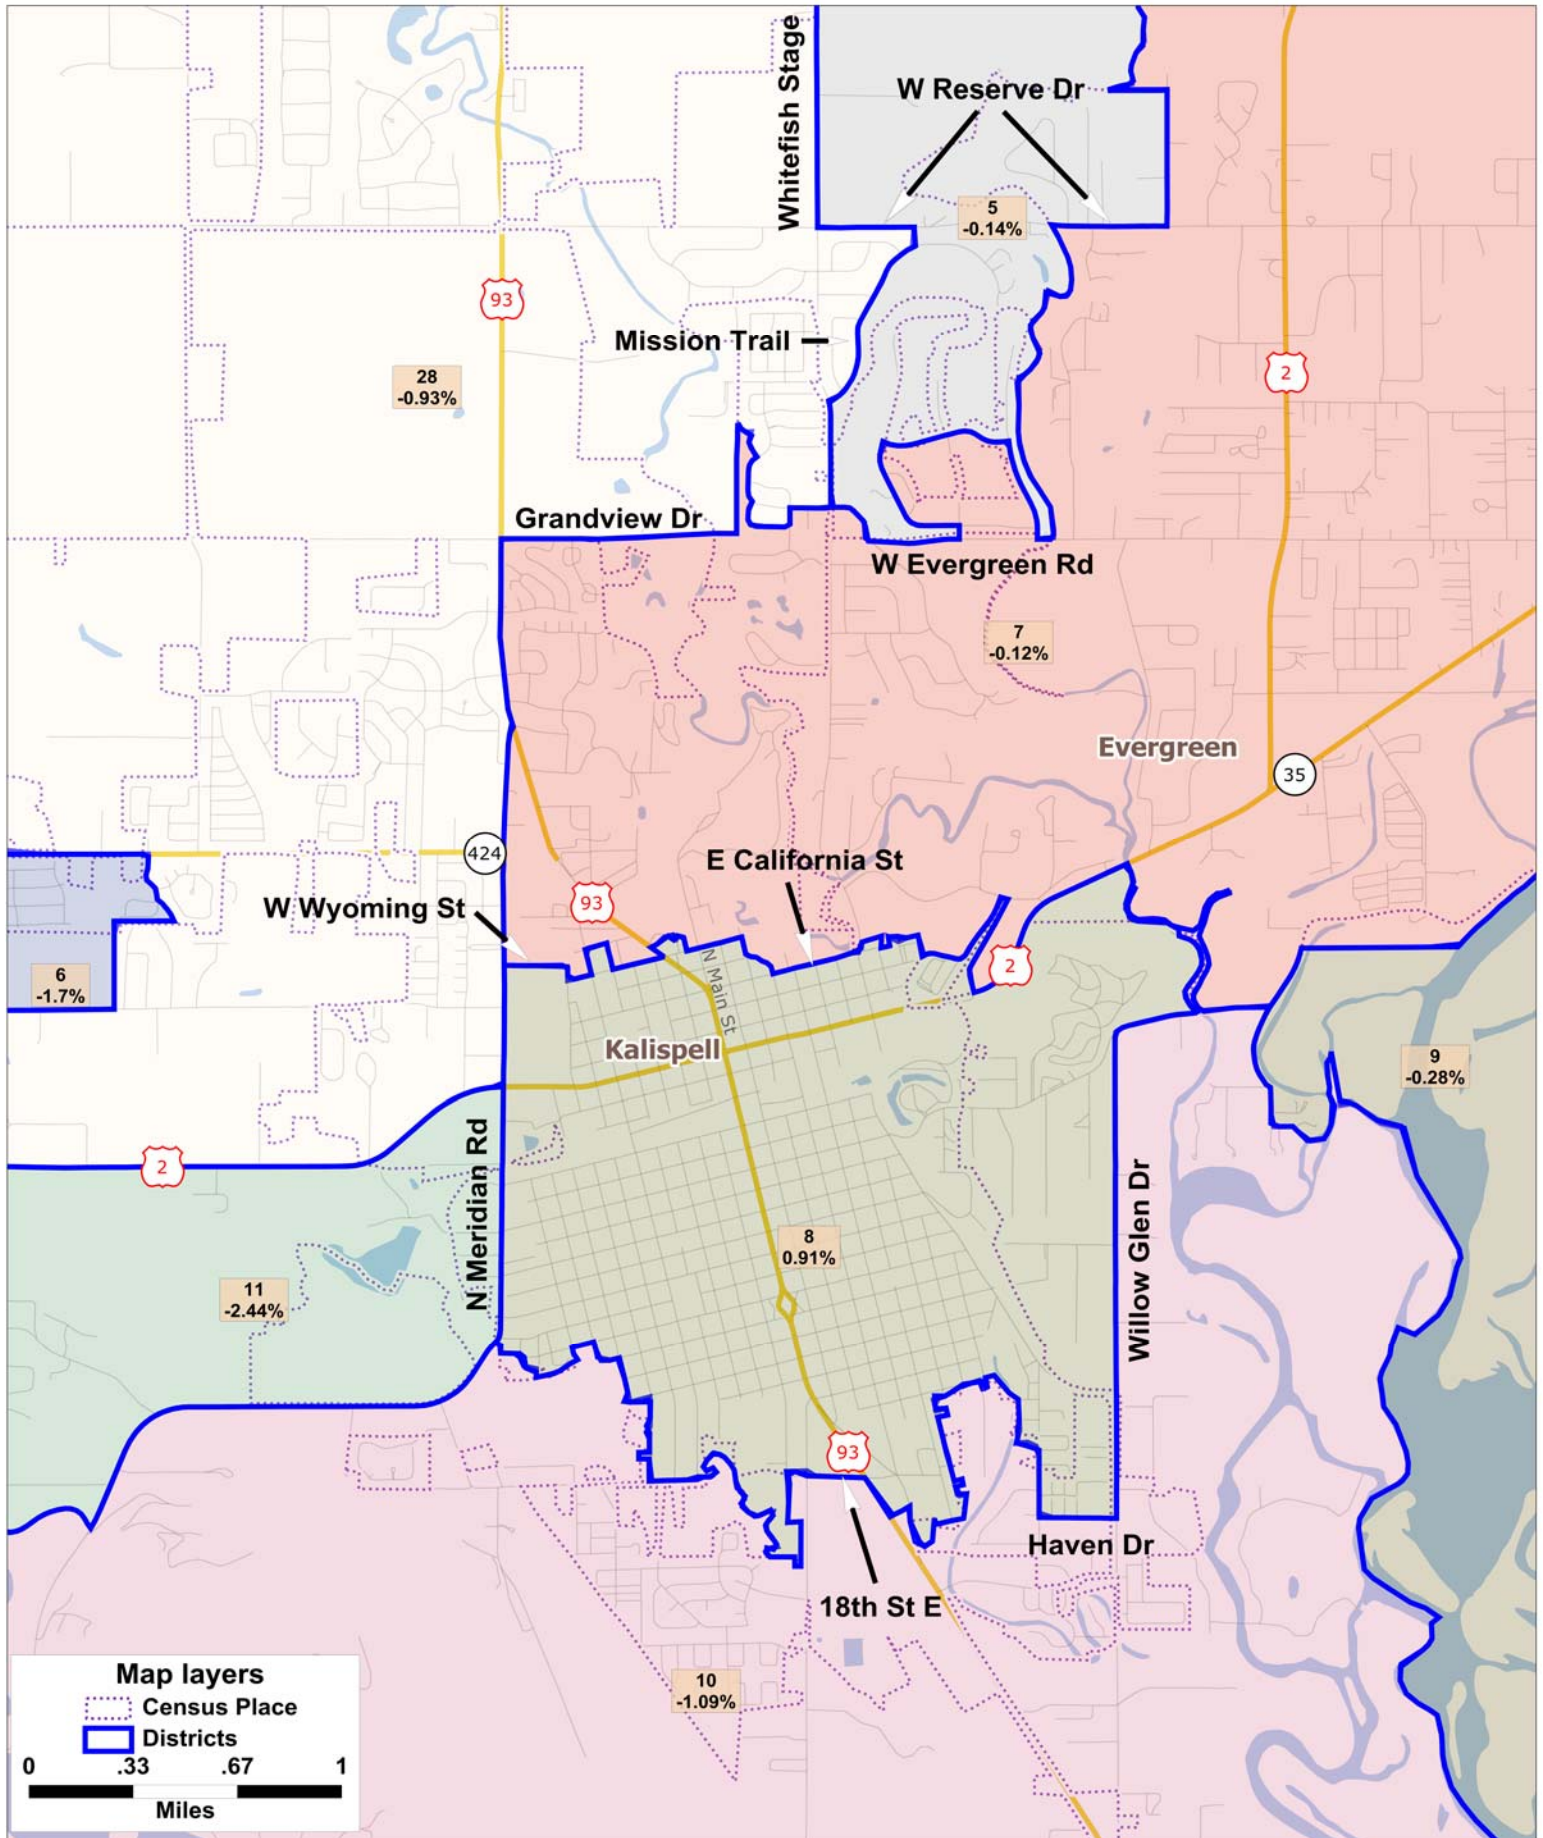 Whitefish Stage
W Reserve Dr
5
-0.14%
93
Mission Trail
2
28
-0.93%
Grandview Dr
W Evergreen Rd
7
-0.12%
Evergreen
35
424
E California St
W Wyoming St
93
N Main St
2
6
-1.7%
Kalispell
9
-0.28%
2
N Meridian Rd
Willow Glen Dr
8
0.91%
11
-2.44%
93
Haven Dr
18th St E
10
-1.09%
Map layers
Census Place
Districts
0 .33 .67 1
Miles